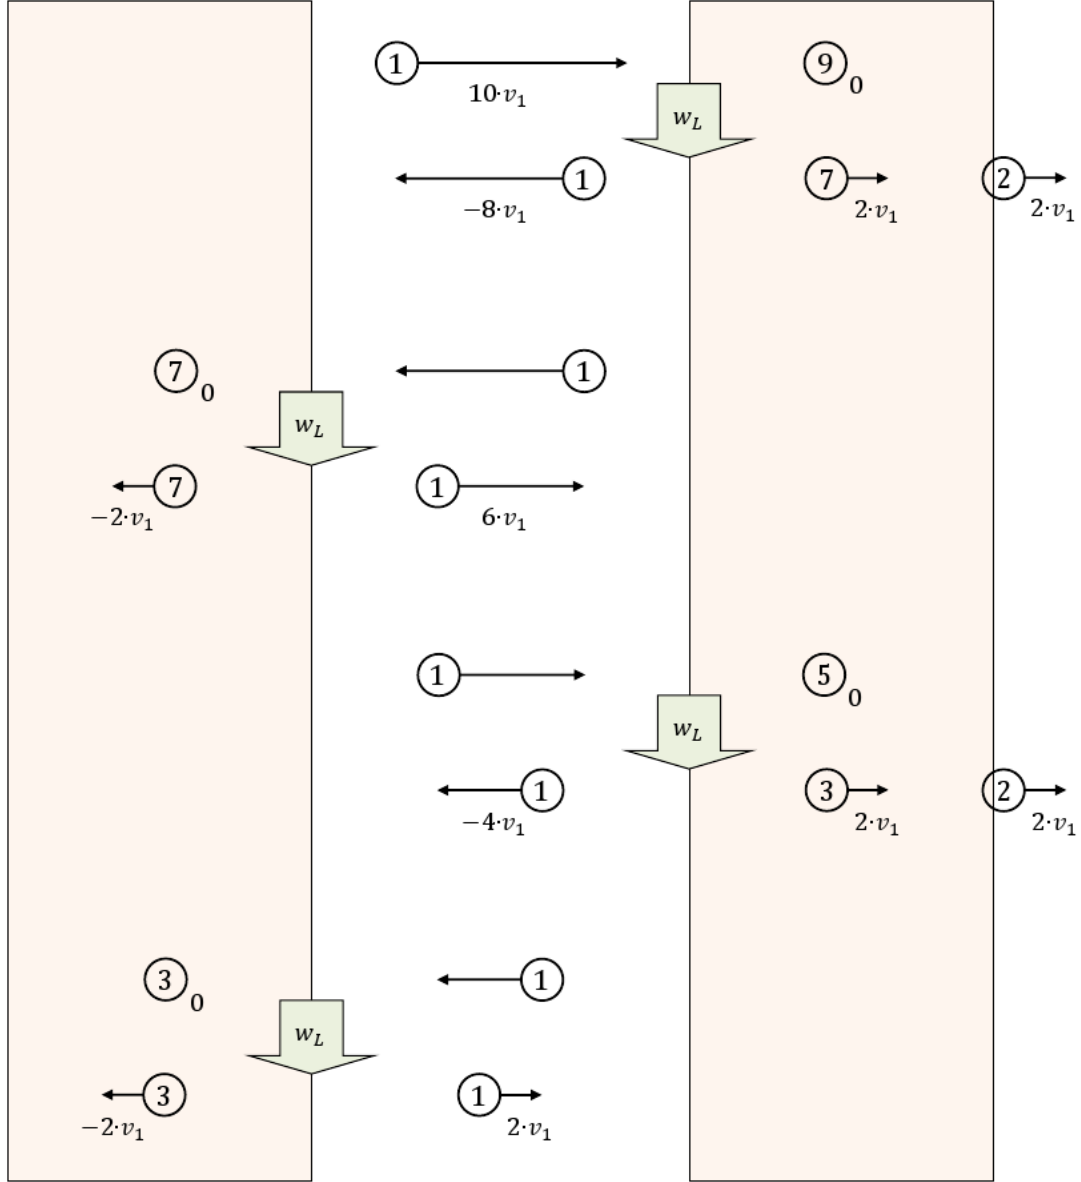 1 9 0
10·v₁
w_L
1 7 2
−8·v₁ 2·v₁ 2·v₁
7 0 1
w_L
7 1
−2·v₁ 6·v₁
1 5 0
w_L
1 3 2
−4·v₁ 2·v₁ 2·v₁
3 0 1
w_L
3 1
−2·v₁ 2·v₁